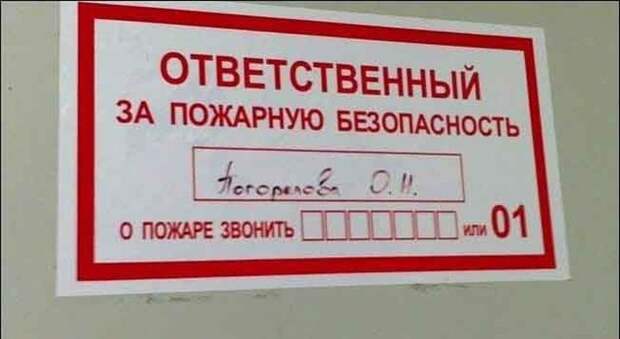 ОТВЕТСТВЕННЫЙ
ЗА ПОЖАРНУЮ БЕЗОПАСНОСТЬ
Погорелова О.Н.
О ПОЖАРЕ ЗВОНИТЬ ИЛИ 01